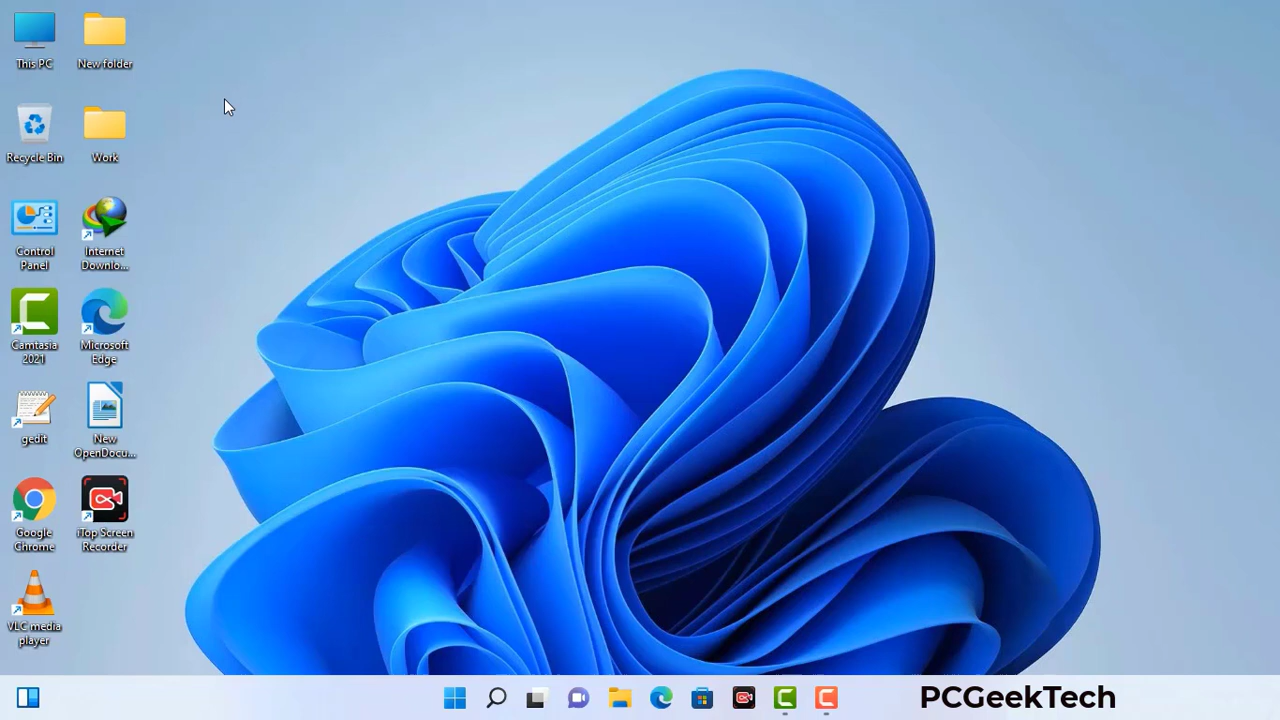 This PC
New folder
Recycle Bin
Work
Control
Panel
Internet
Downlo...
Camtasia
2021
Microsoft
Edge
gedit
New
OpenDocu...
Google
Chrome
iTop Screen
Recorder
VLC media
player
PCGeekTech